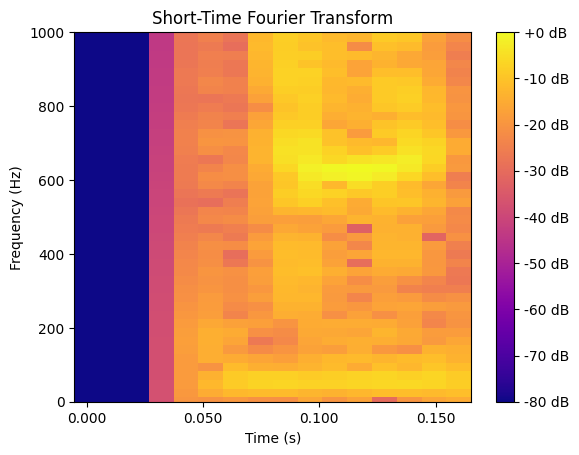 Short-Time Fourier Transform
1000
800
600
400
200
0
Frequency (Hz)
0.000
0.050
0.100
0.150
Time (s)
+0 dB
-10 dB
-20 dB
-30 dB
-40 dB
-50 dB
-60 dB
-70 dB
-80 dB